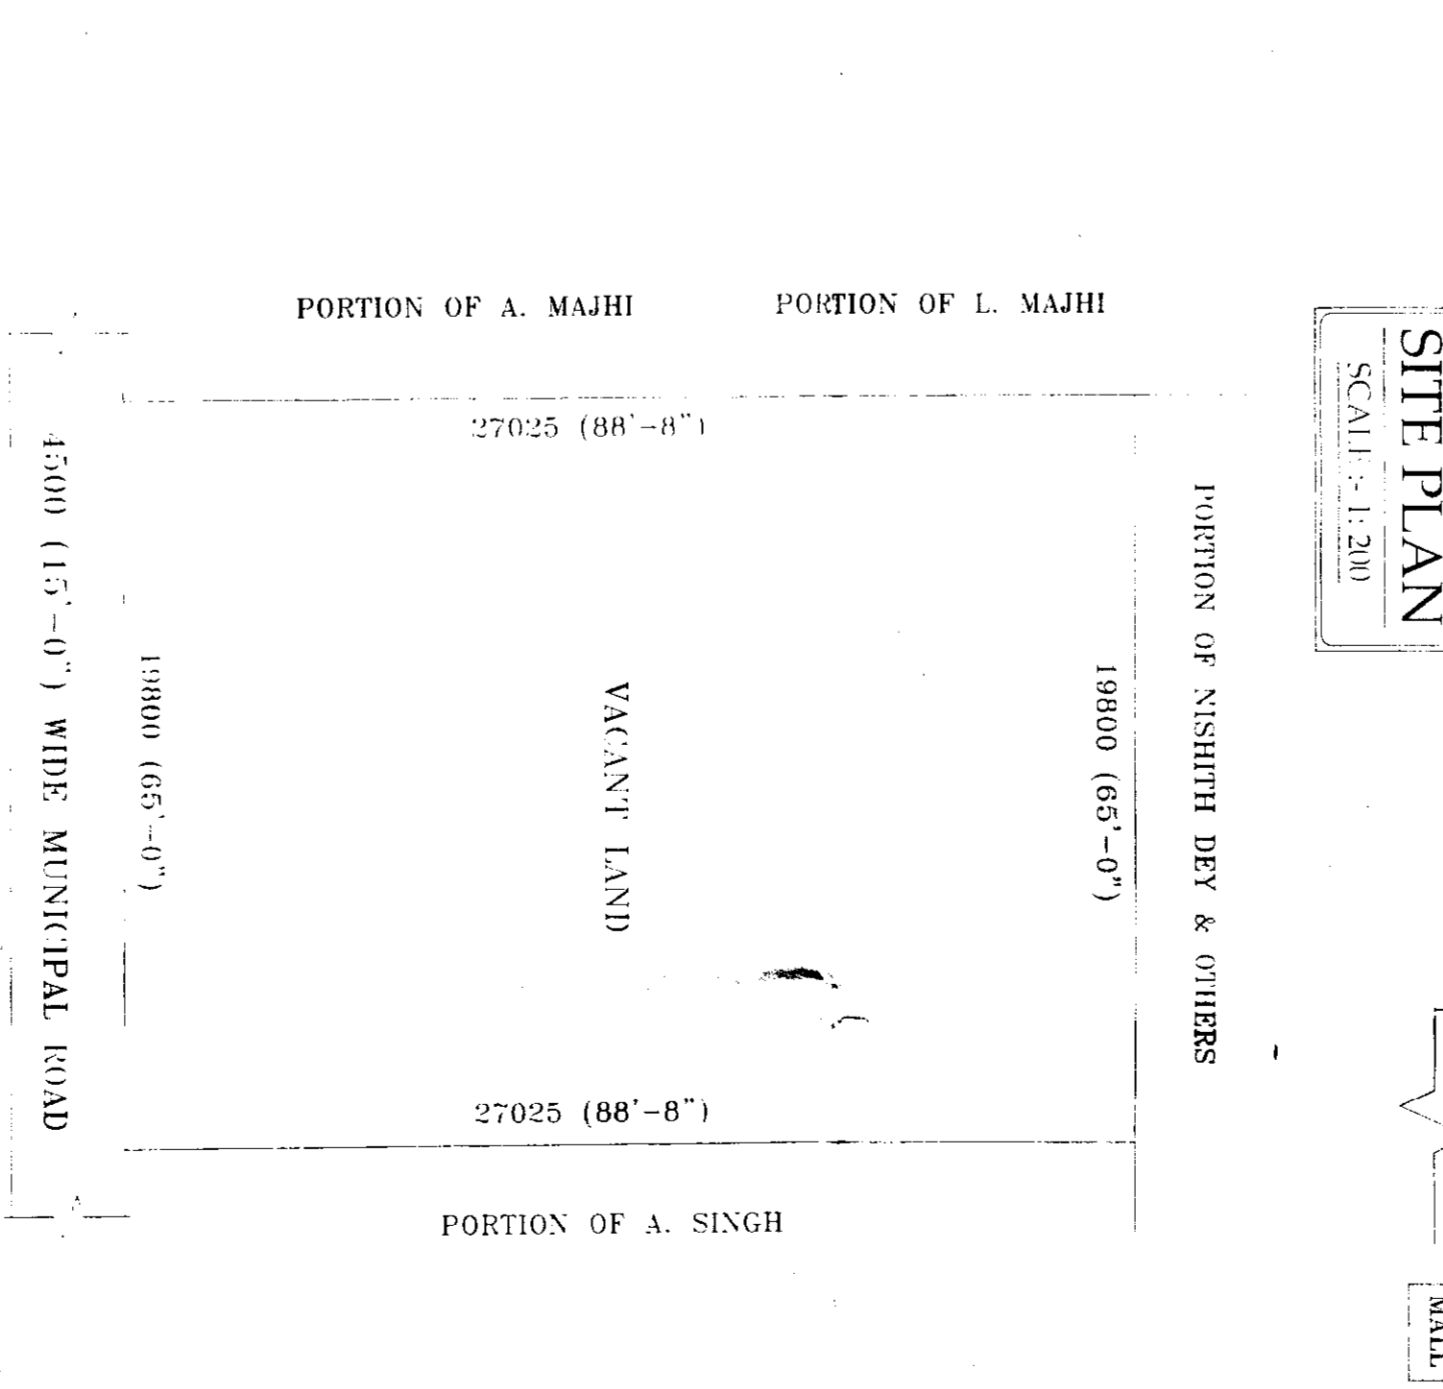 PORTION OF A. MAJHI
PORTION OF L. MAJHI
27025 (88'-8")
4500 (15'-0") WIDE MUNICIPAL ROAD
19800 (65'-0")
VACANT LAND
19800 (65'-0")
PORTION OF NISHITH DEY & OTHERS
27025 (88'-8")
PORTION OF A. SINGH
SITE PLAN
SCALE :- 1: 200